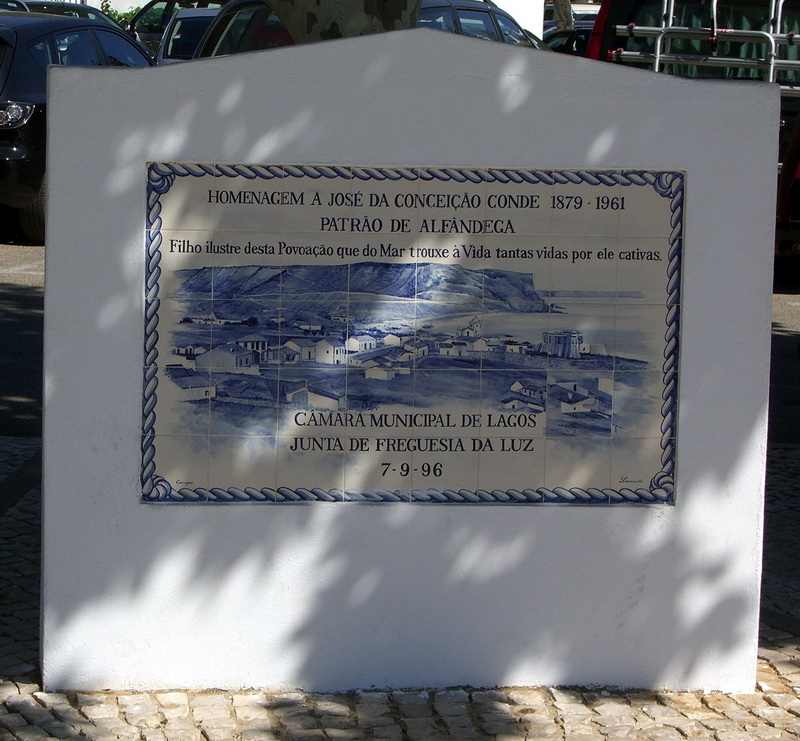 HOMENAGEM A JOSÉ DA CONCEIÇÃO CONDE 1879 - 1961
PATRÃO DE ALFÂNDEGA
Filho ilustre desta Povoação que do Mar trouxe à Vida tantas vidas por ele cativas.
CÂMARA MUNICIPAL DE LAGOS
JUNTA DE FREGUESIA DA LUZ
7-9-96